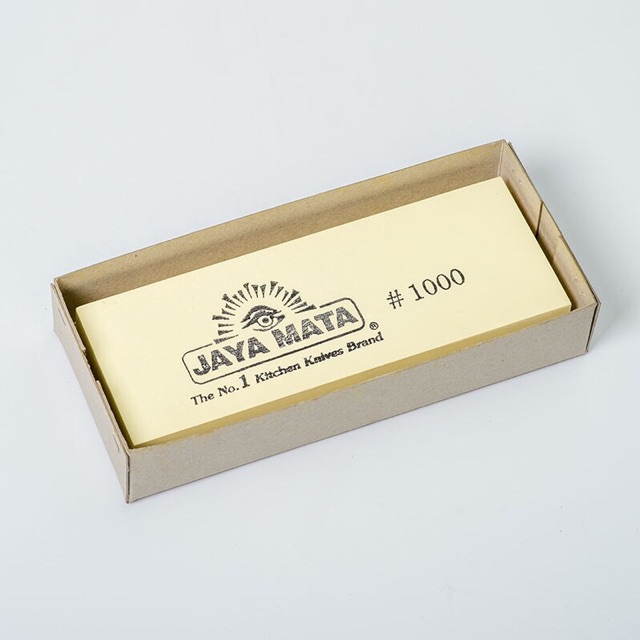 JAYA MATA ®
The No. 1 Kitchen Knives Brand
# 1000